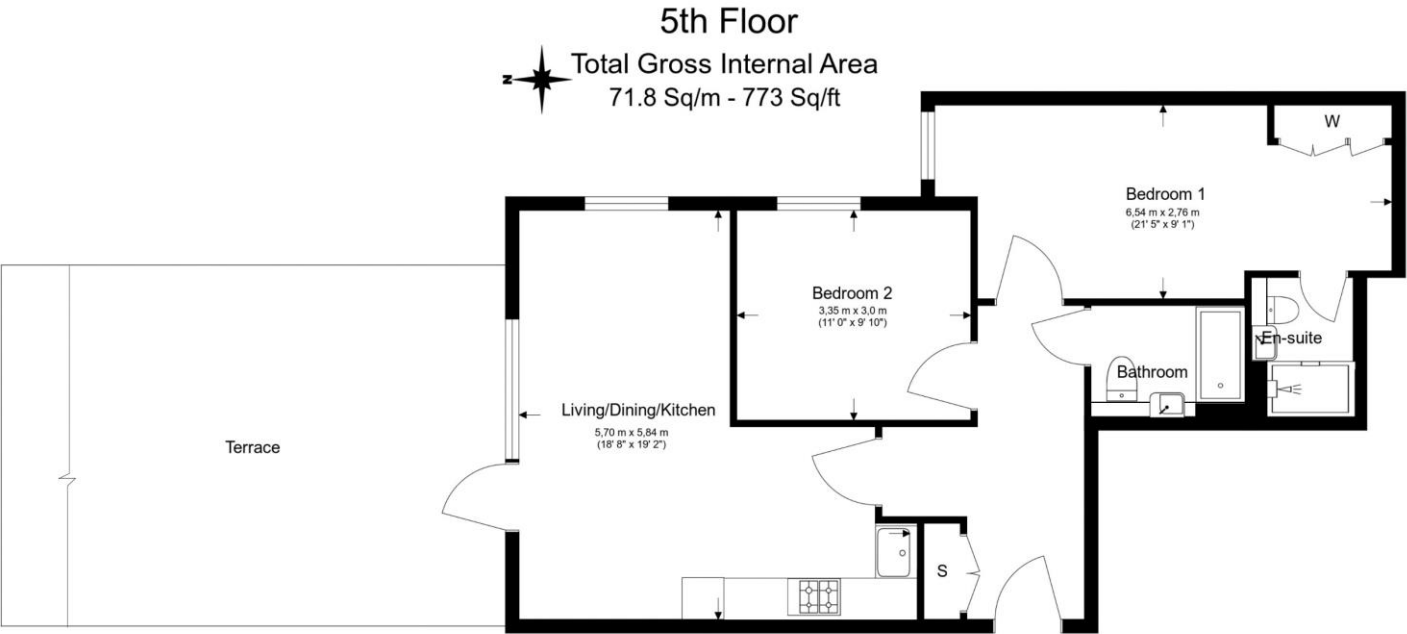 5th Floor
Total Gross Internal Area
71.8 Sq/m - 773 Sq/ft
N
W
Bedroom 1
6,54 m x 2,76 m
(21' 5" x 9' 1")
Bedroom 2
3,35 m x 3,0 m
(11' 0" x 9' 10")
En-suite
Bathroom
Living/Dining/Kitchen
5,70 m x 5,84 m
(18' 8" x 19' 2")
Terrace
S